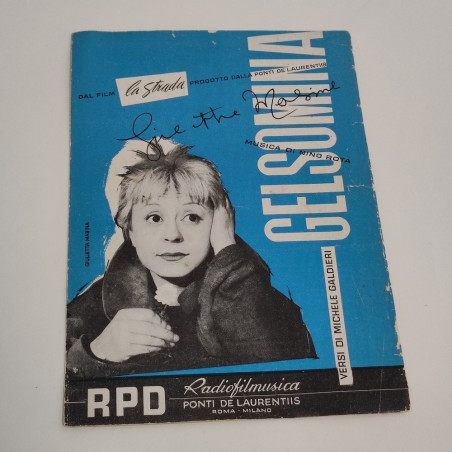 DAL FILM la strada PRODOTTO DALLA PONTI DE LAURENTIIS
MUSICA DI NINO ROTA
GELSOMINA
VERSI DI MICHELE GALDIERI
GIULIETTA MASINA
RPD Radiofilmusica
PONTI DE LAURENTIIS
ROMA - MILANO